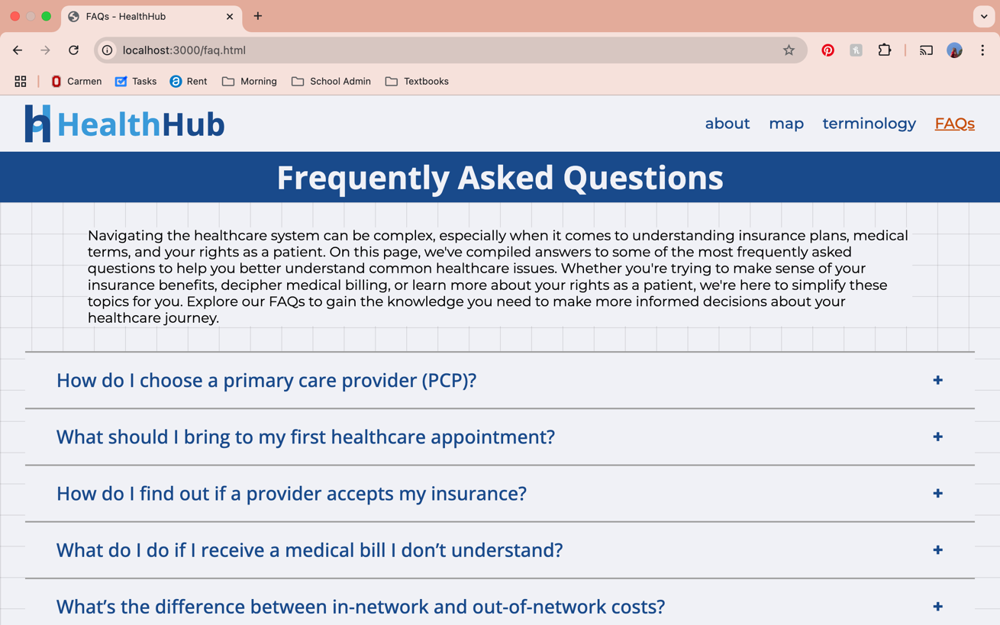 FAQs - HealthHub
localhost:3000/faq.html
Carmen
Tasks
Rent
Morning
School Admin
Textbooks
HealthHub
about
map
terminology
FAQs
Frequently Asked Questions
Navigating the healthcare system can be complex, especially when it comes to understanding insurance plans, medical
terms, and your rights as a patient. On this page, we've compiled answers to some of the most frequently asked
questions to help you better understand common healthcare issues. Whether you're trying to make sense of your
insurance benefits, decipher medical billing, or learn more about your rights as a patient, we're here to simplify these
topics for you. Explore our FAQs to gain the knowledge you need to make more informed decisions about your
healthcare journey.
How do I choose a primary care provider (PCP)?
What should I bring to my first healthcare appointment?
How do I find out if a provider accepts my insurance?
What do I do if I receive a medical bill I don’t understand?
What’s the difference between in-network and out-of-network costs?